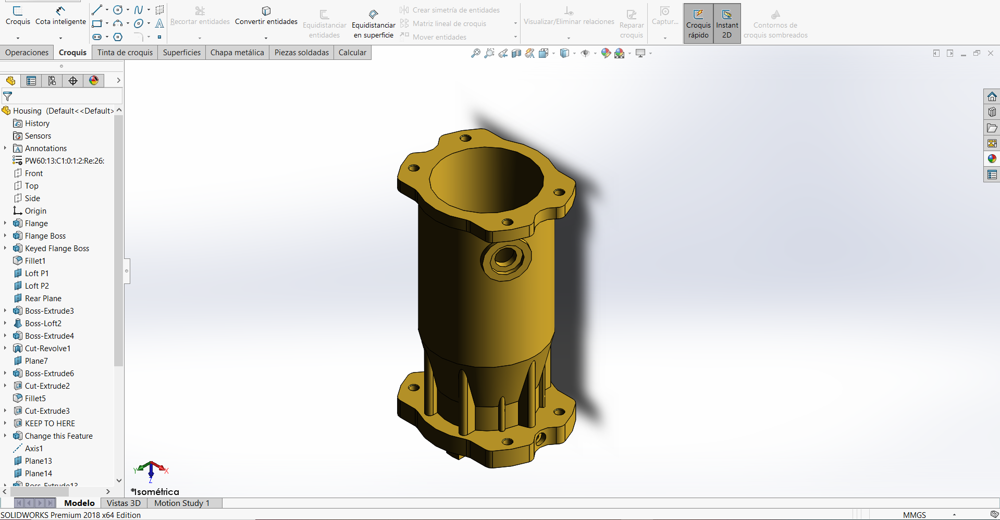 Croquis
Cota inteligente
Recortar entidades
Convertir entidades
Equidistanciar
entidades
Equidistanciar
en superficie
Crear simetría de entidades
Matriz lineal de croquis
Mover entidades
Visualizar/Eliminar relaciones
Reparar
croquis
Captur...
Croquis
rápido
Instant
2D
Contornos de
croquis sombreados
Operaciones
Croquis
Tinta de croquis
Superficies
Chapa metálica
Piezas soldadas
Calcular
Housing (Default<<Default>
History
Sensors
Annotations
PW60:13:C1:0:1:2:Re:26:
Front
Top
Side
Origin
Flange
Flange Boss
Keyed Flange Boss
Fillet1
Loft P1
Loft P2
Rear Plane
Boss-Extrude3
Boss-Loft2
Boss-Extrude4
Cut-Revolve1
Plane7
Boss-Extrude6
Cut-Extrude2
Fillet5
Cut-Extrude3
KEEP TO HERE
Change this Feature
Axis1
Plane13
Plane14
Boss-Extrude13
Y
X
Z
*Isométrica
Modelo
Vistas 3D
Motion Study 1
SOLIDWORKS Premium 2018 x64 Edition
MMGS